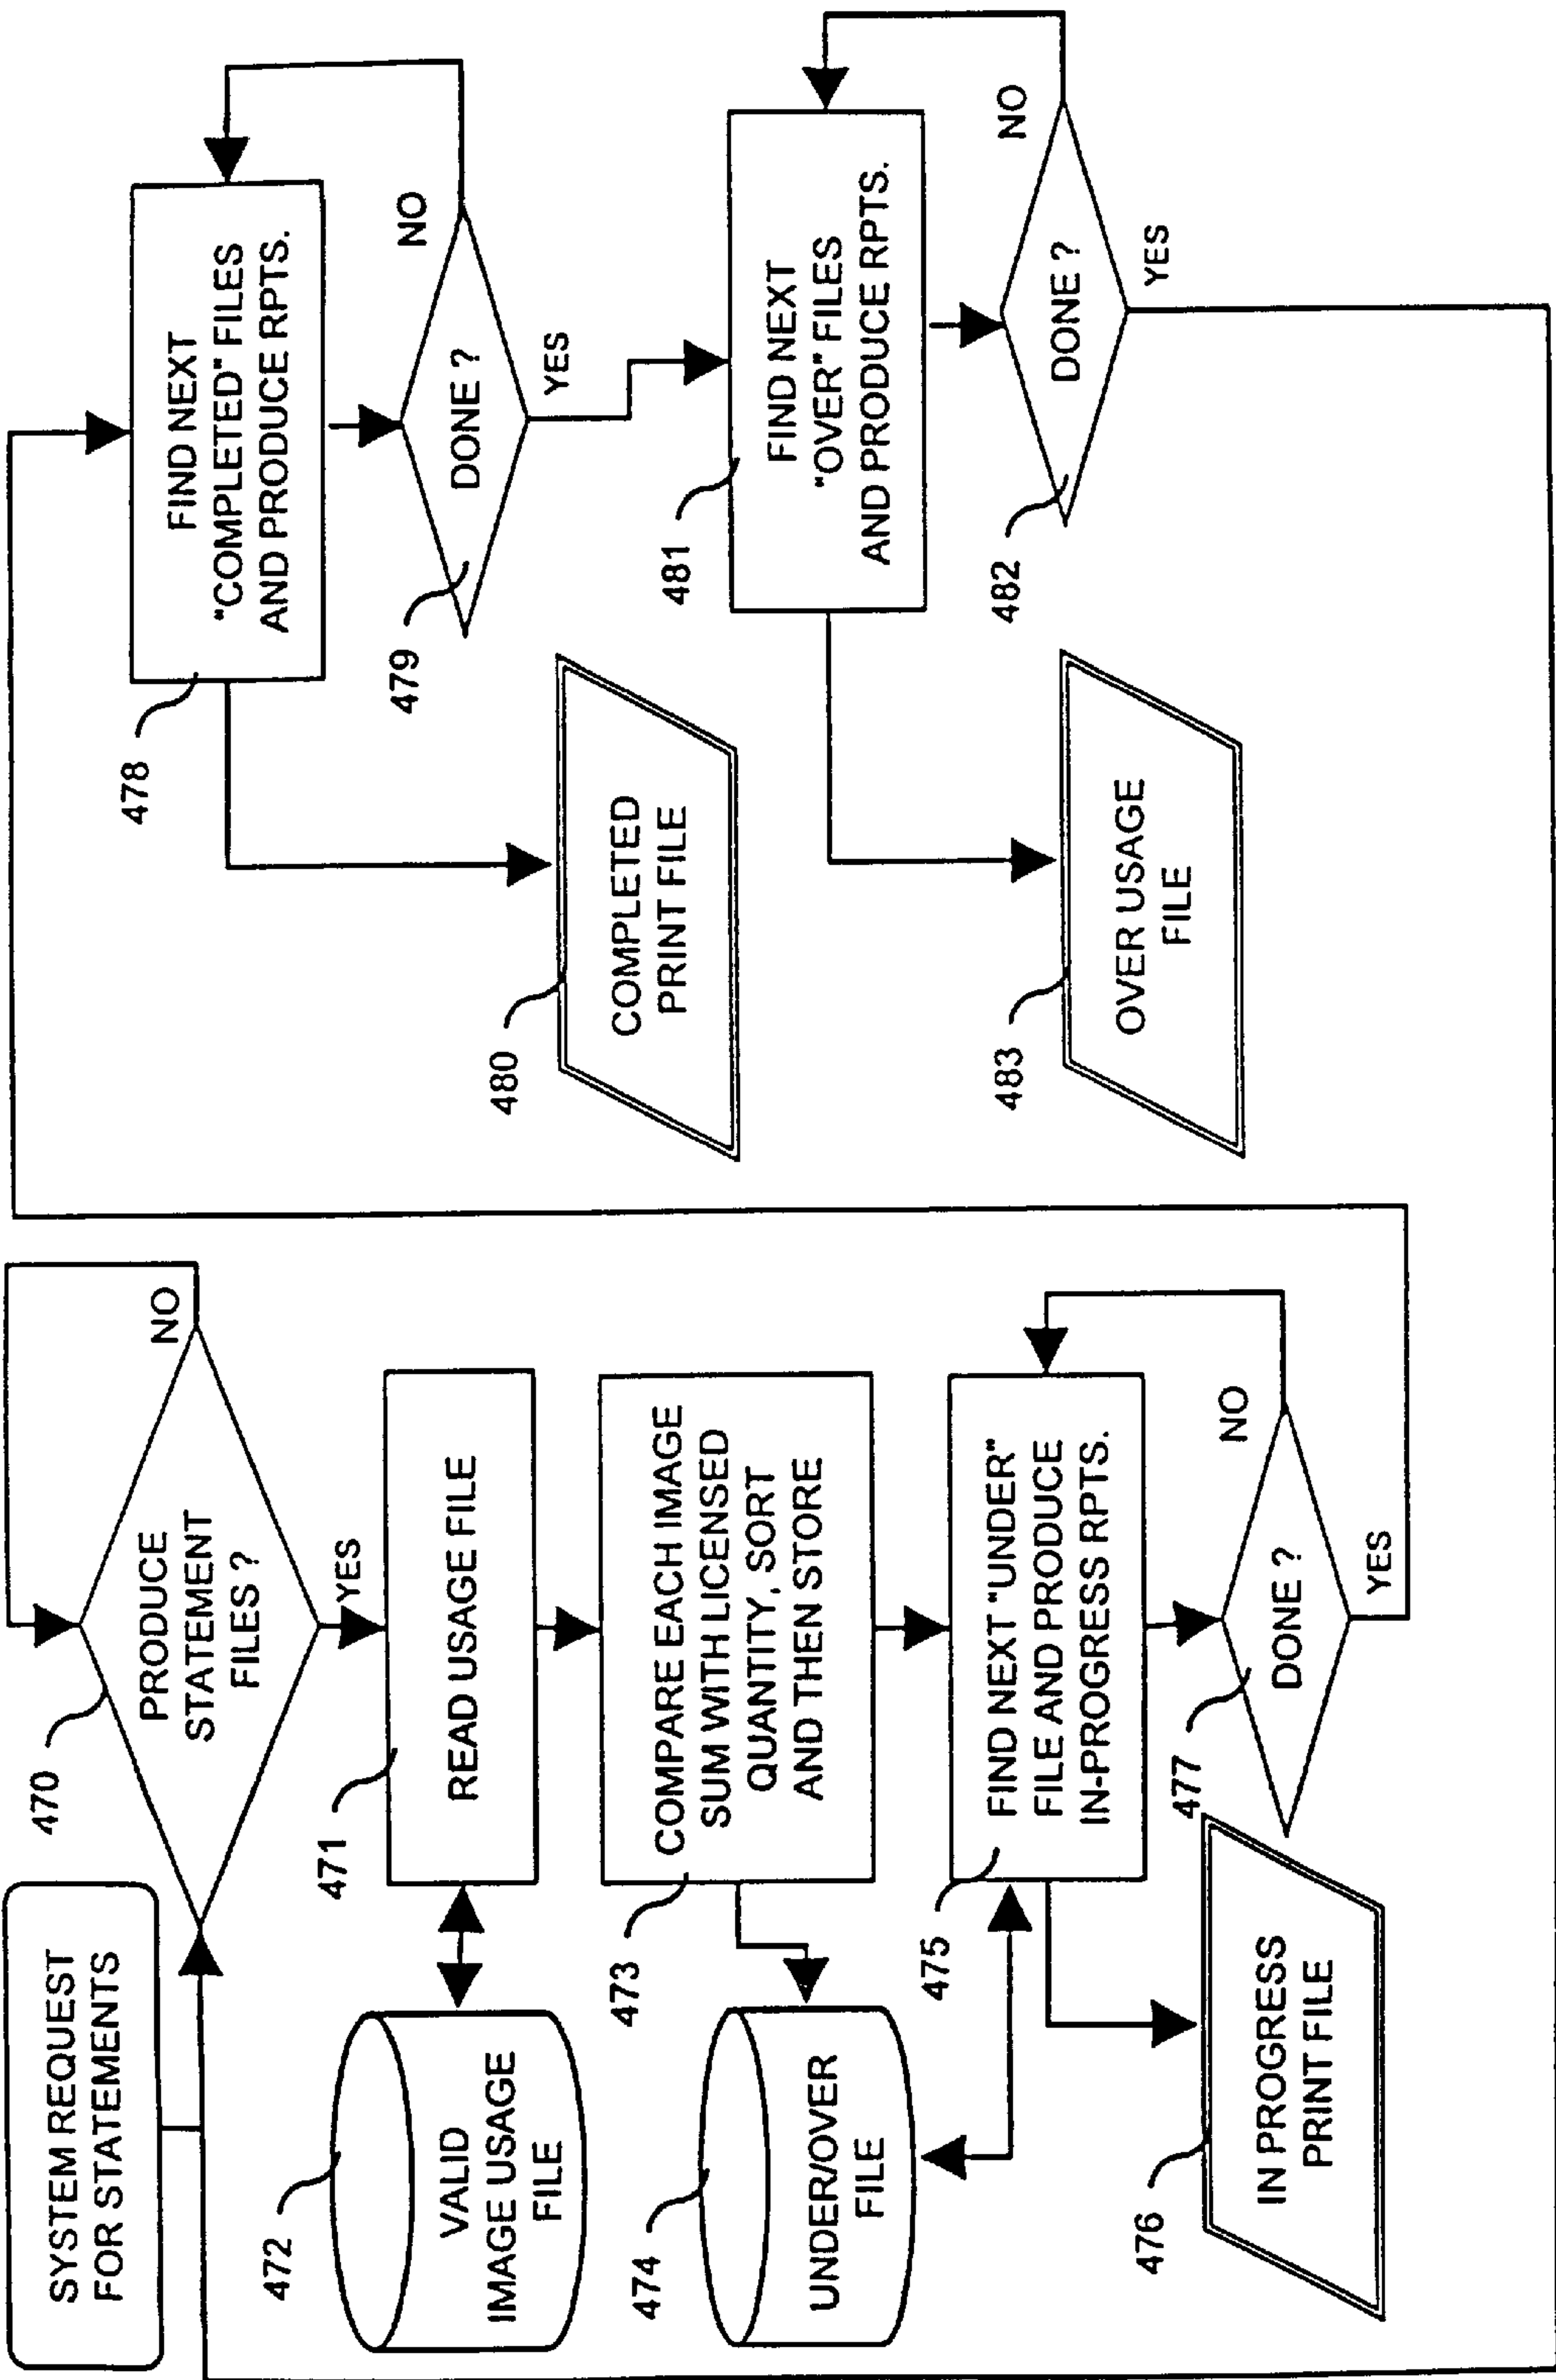 SYSTEM REQUEST
FOR STATEMENTS
470
PRODUCE
STATEMENT
FILES ?
NO
YES
471
READ USAGE FILE
472
VALID
IMAGE USAGE
FILE
473
COMPARE EACH IMAGE
SUM WITH LICENSED
QUANTITY, SORT
AND THEN STORE
474
UNDER/OVER
FILE
475
FIND NEXT "UNDER"
FILE AND PRODUCE
IN-PROGRESS RPTS.
476
IN PROGRESS
PRINT FILE
477
DONE ?
NO
YES
478
FIND NEXT
"COMPLETED" FILES
AND PRODUCE RPTS.
479
DONE ?
NO
YES
480
COMPLETED
PRINT FILE
481
FIND NEXT
"OVER" FILES
AND PRODUCE RPTS.
482
DONE ?
NO
YES
483
OVER USAGE
FILE